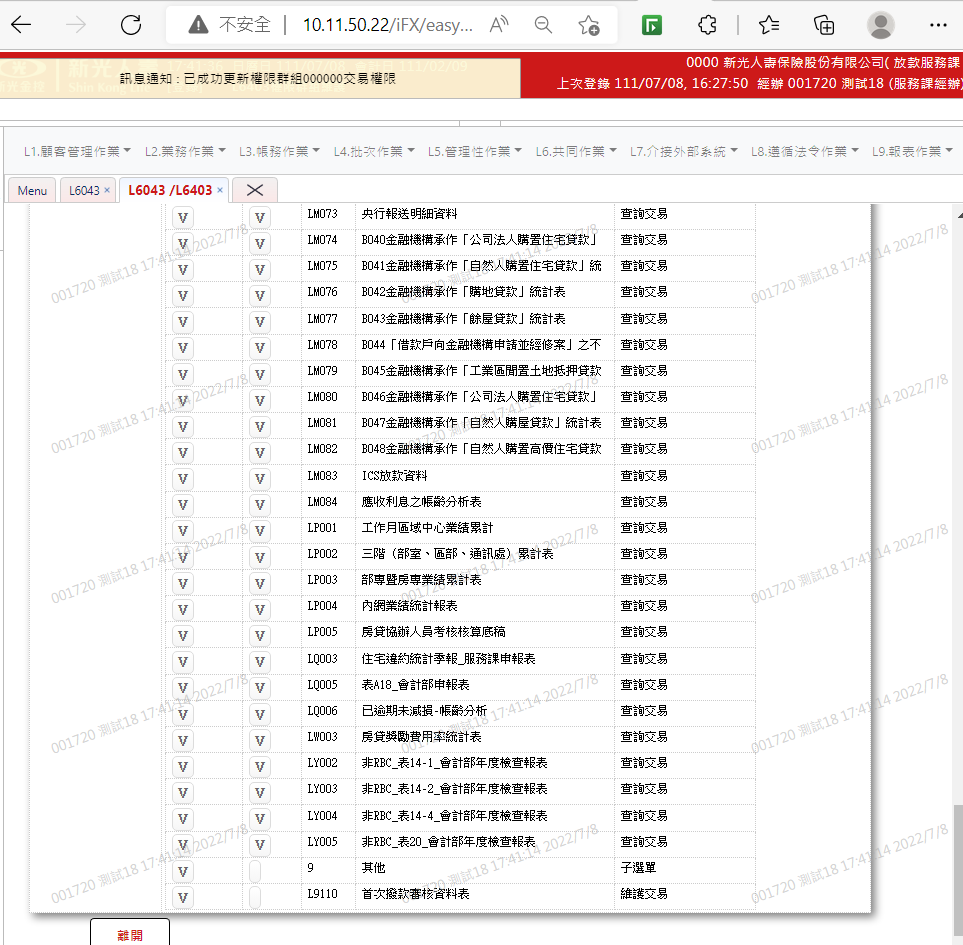 不安全 | 10.11.50.22/iFX/easy...
0000 新光人壽保險股份有限公司( 放款服務課
訊息通知 : 已成功更新權限群組000000交易權限
上次登錄 111/07/08, 16:27:50 經辦 001720 測試18 (服務課經辦)
L1.顧客管理作業 L2.業務作業 L3.帳務作業 L4.批次作業 L5.管理性作業 L6.共同作業 L7.介接外部系統 L8.遵循法令作業 L9.報表作業
Menu L6043 × L6043 /L6403 ×
V V LM073 央行報送明細資料 查詢交易
V V LM074 B040金融機構承作「公司法人購置住宅貸款」 查詢交易
V V LM075 B041金融機構承作「自然人購置住宅貸款」統 查詢交易
V V LM076 B042金融機構承作「購地貸款」統計表 查詢交易
V V LM077 B043金融機構承作「餘屋貸款」統計表 查詢交易
V V LM078 B044「借款戶向金融機構申請並經修案」之不 查詢交易
V V LM079 B045金融機構承作「工業區閒置土地抵押貸款 查詢交易
V V LM080 B046金融機構承作「公司法人購置住宅貸款」 查詢交易
V V LM081 B047金融機構承作「自然人購屋貸款」統計表 查詢交易
V V LM082 B048金融機構承作「自然人購置高價住宅貸款 查詢交易
V V LM083 ICS放款資料 查詢交易
V V LM084 應收利息之帳齡分析表 查詢交易
V V LP001 工作月區域中心業績累計 查詢交易
V V LP002 三階（部室、區部、通訊處）累計表 查詢交易
V V LP003 部專暨房專業績累計表 查詢交易
V V LP004 內網業績統計報表 查詢交易
V V LP005 房貸協辦人員考核核算底稿 查詢交易
V V LQ003 住宅違約統計季報_服務課申報表 查詢交易
V V LQ005 表A18_會計部申報表 查詢交易
V V LQ006 已逾期未減損-帳齡分析 查詢交易
V V LW003 房貸獎勵費用率統計表 查詢交易
V V LY002 非RBC_表14-1_會計部年度檢查報表 查詢交易
V V LY003 非RBC_表14-2_會計部年度檢查報表 查詢交易
V V LY004 非RBC_表14-4_會計部年度檢查報表 查詢交易
V V LY005 非RBC_表20_會計部年度檢查報表 查詢交易
V 9 其他 子選單
V L9110 首次撥款審核資料表 維護交易
離開
001720 測試18 17:41:14 2022/7/8